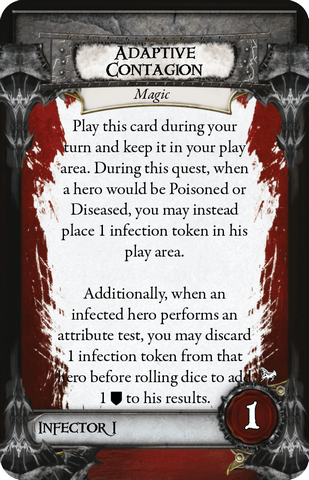 Adaptive
Contagion
Magic
Play this card during your
turn and keep it in your play
area. During this quest, when
a hero would be Poisoned or
Diseased, you may instead
place 1 infection token in his
play area.
Additionally, when an
infected hero performs an
attribute test, you may discard
1 infection token from that
hero before rolling dice to add
1 to his results.
1
Infector I